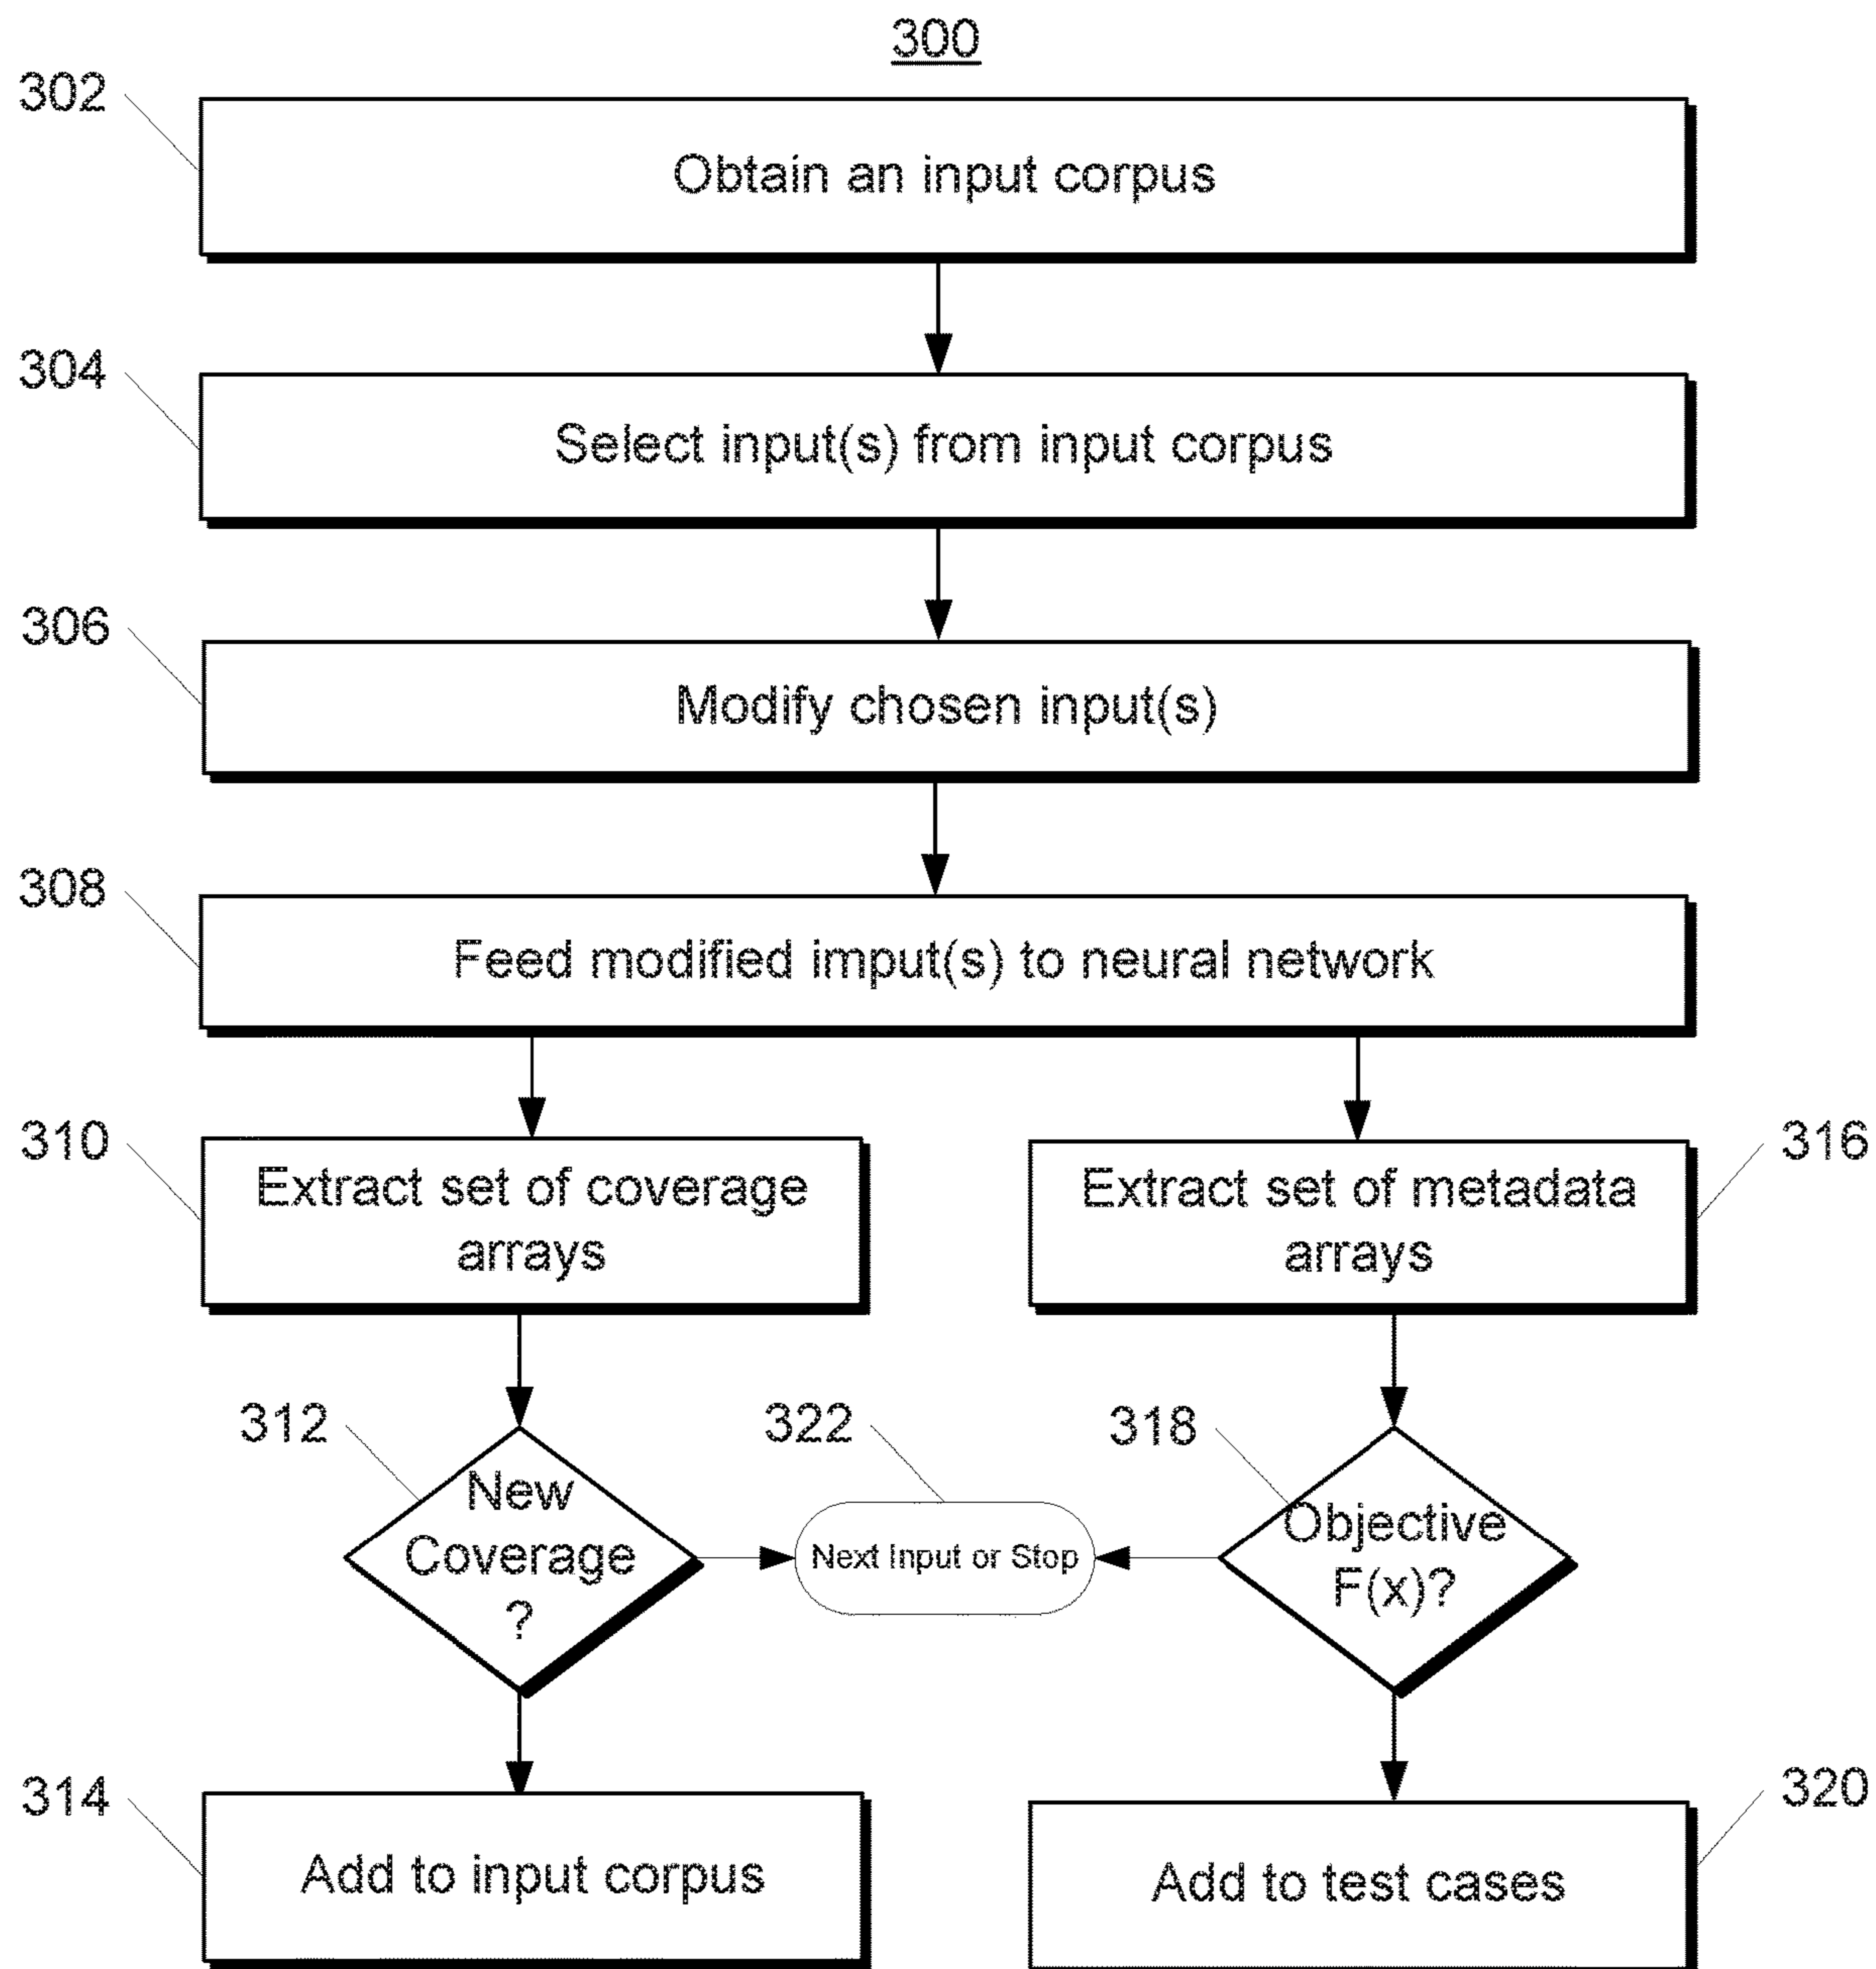 300
302
Obtain an input corpus
304
Select input(s) from input corpus
306
Modify chosen input(s)
308
Feed modified imput(s) to neural network
310
Extract set of coverage
arrays
316
Extract set of metadata
arrays
312
New
Coverage
?
322
Next Input or Stop
318
Objective
F(x)?
314
Add to input corpus
320
Add to test cases